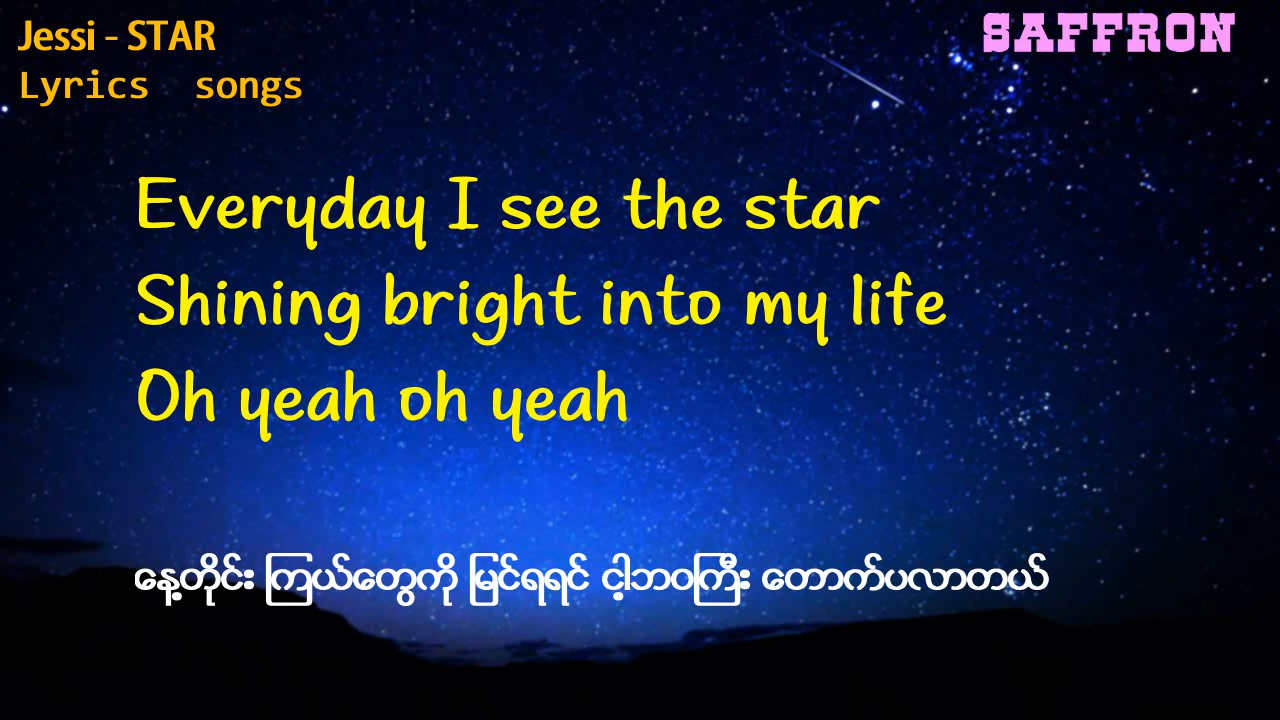 Jessi - STAR
Lyrics songs
SAFFRON
Everyday I see the star
Shining bright into my life
Oh yeah oh yeah
နေ့တိုင်း ကြယ်တွေကို မြင်ရရင် ငါ့ဘဝကြီး တောက်ပလာတယ်